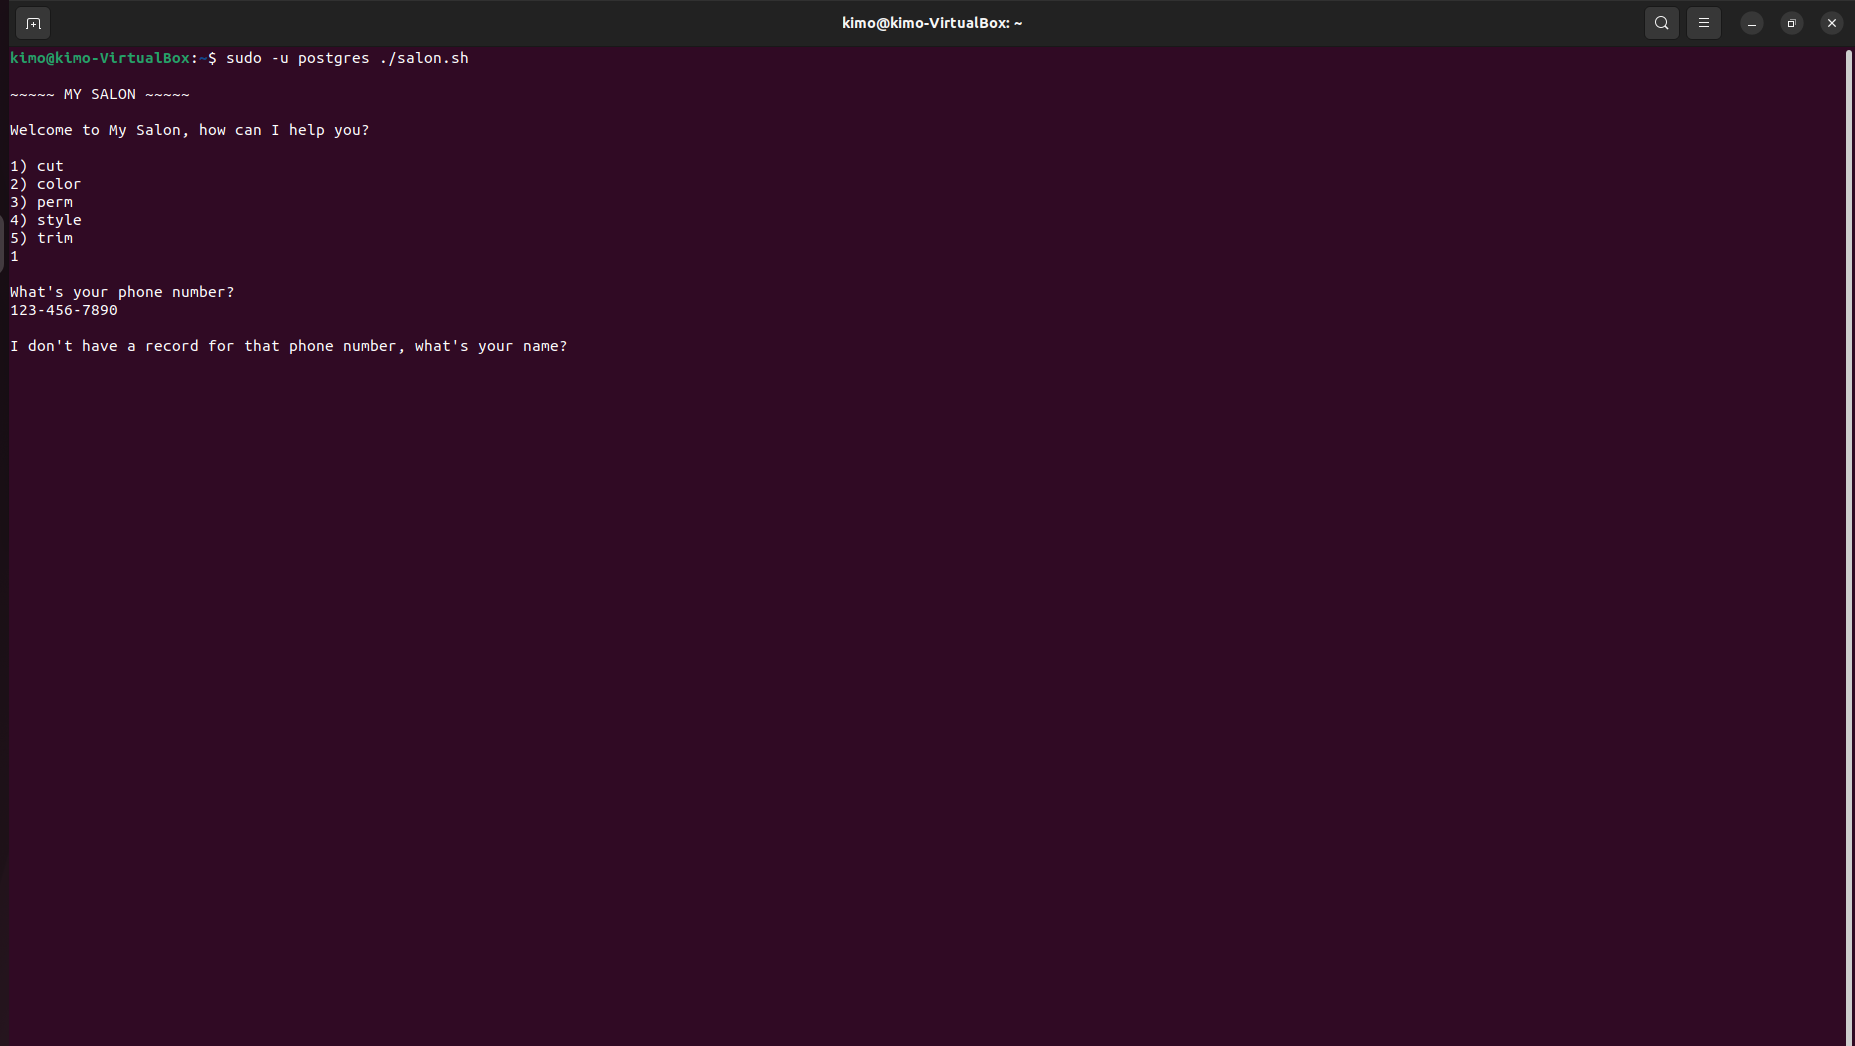 kimo@kimo-VirtualBox: ~
kimo@kimo-VirtualBox:~$ sudo -u postgres ./salon.sh
~~~~~ MY SALON ~~~~~
Welcome to My Salon, how can I help you?
1) cut
2) color
3) perm
4) style
5) trim
1
What's your phone number?
123-456-7890
I don't have a record for that phone number, what's your name?